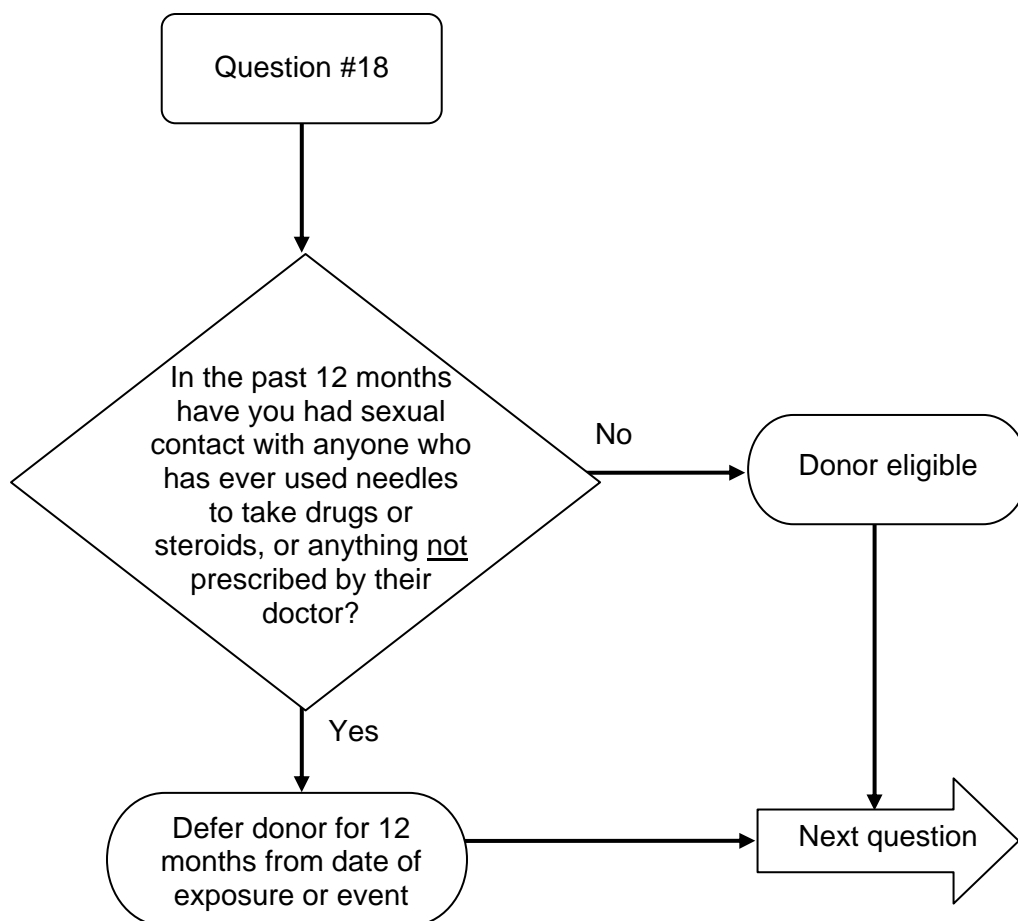 Question #18
In the past 12 months
have you had sexual
contact with anyone who
has ever used needles
to take drugs or
steroids, or anything not
prescribed by their
doctor?
No
Donor eligible
Yes
Defer donor for 12
months from date of
exposure or event
Next question